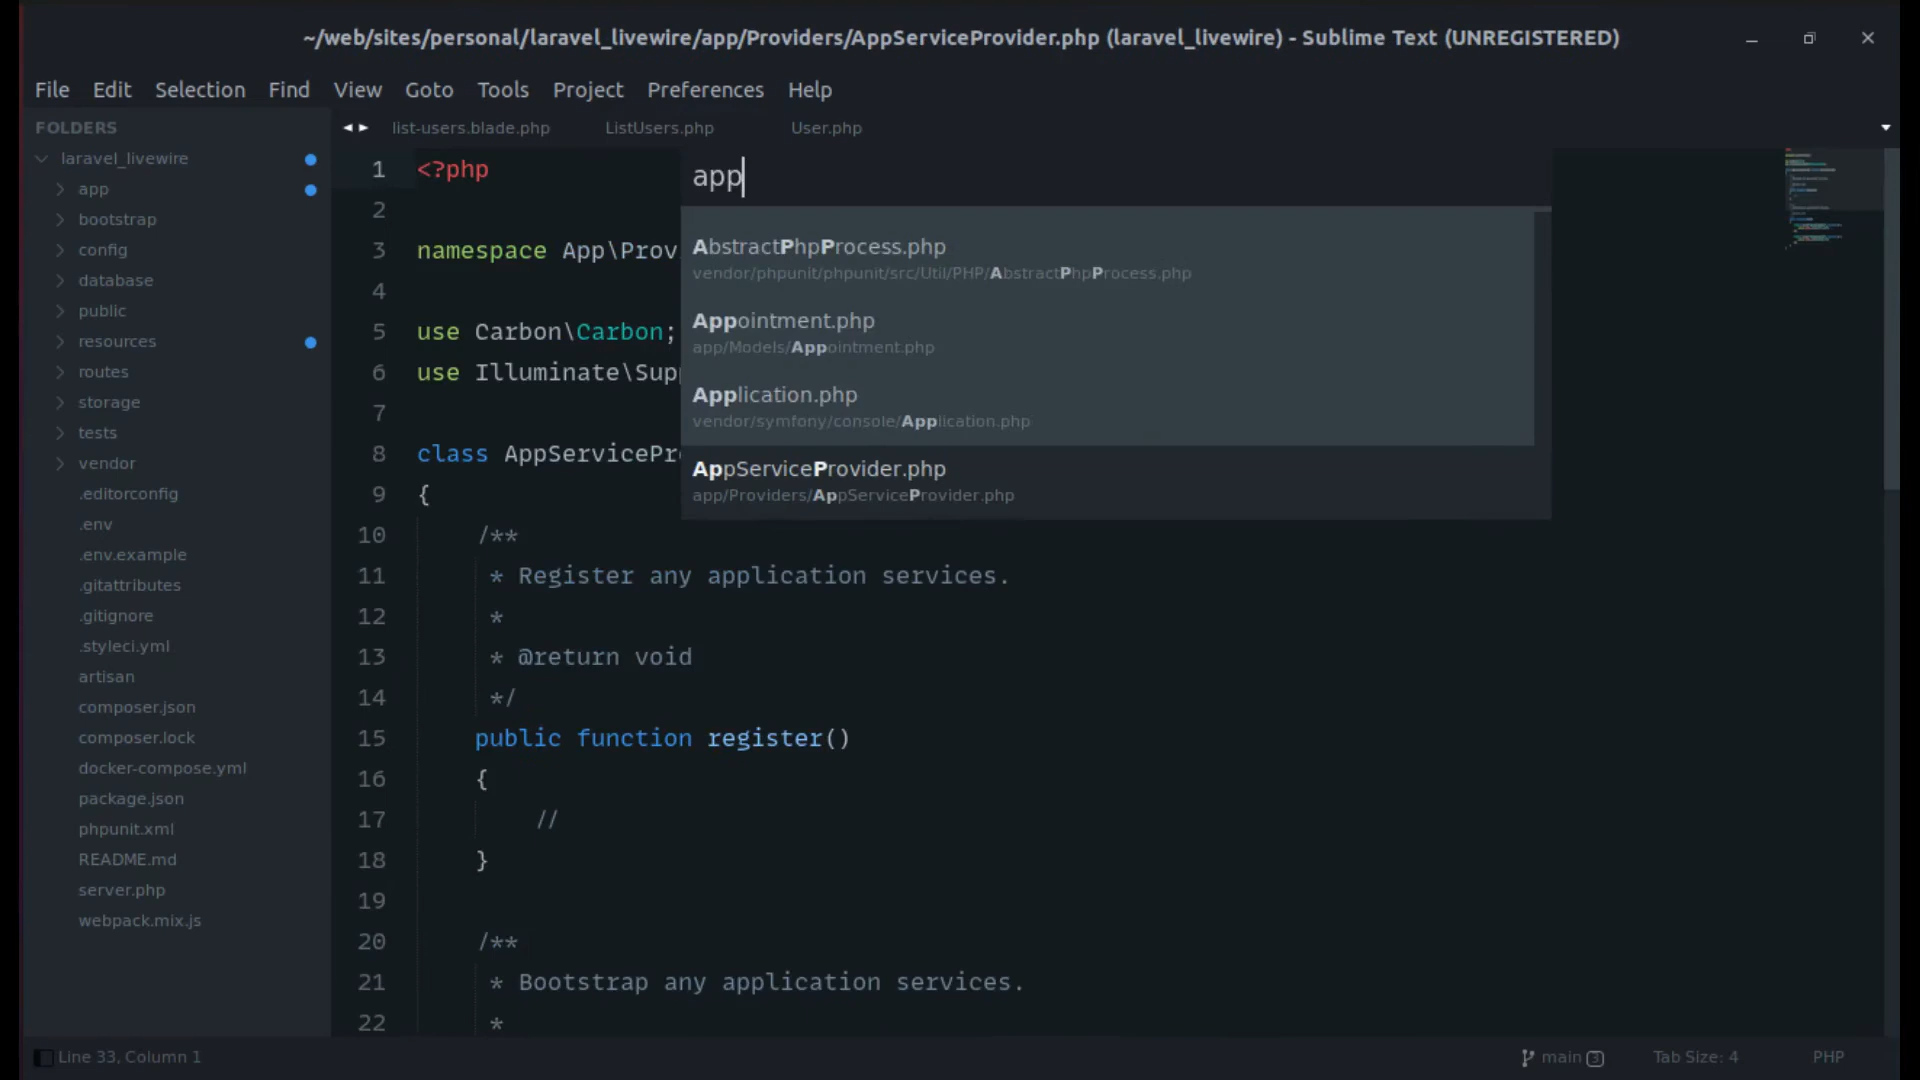 ~/web/sites/personal/laravel_livewire/app/Providers/AppServiceProvider.php (laravel_livewire) - Sublime Text (UNREGISTERED)
File Edit Selection Find View Goto Tools Project Preferences Help
FOLDERS
laravel_livewire
app
bootstrap
config
database
public
resources
routes
storage
tests
vendor
.editorconfig
.env
.env.example
.gitattributes
.gitignore
.styleci.yml
artisan
composer.json
composer.lock
docker-compose.yml
package.json
phpunit.xml
README.md
server.php
webpack.mix.js
list-users.blade.php ListUsers.php User.php
app
AbstractPhpProcess.php
vendor/phpunit/phpunit/src/Util/PHP/AbstractPhpProcess.php
Appointment.php
app/Models/Appointment.php
Application.php
vendor/symfony/console/Application.php
AppServiceProvider.php
app/Providers/AppServiceProvider.php
1 <?php
2
3 namespace App\Prov
4
5 use Carbon\Carbon;
6 use Illuminate\Sup
7
8 class AppServicePr
9 {
10 /**
11 * Register any application services.
12 *
13 * @return void
14 */
15 public function register()
16 {
17 //
18 }
19
20 /**
21 * Bootstrap any application services.
22 *
Line 33, Column 1
main 3 Tab Size: 4 PHP